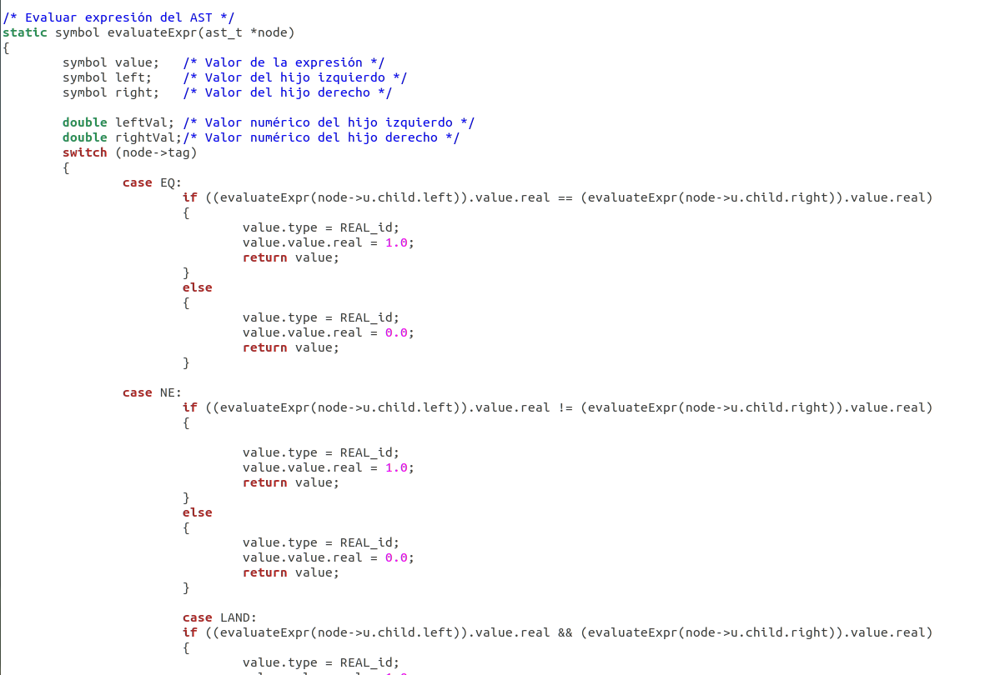 /* Evaluar expresión del AST */
static symbol evaluateExpr(ast_t *node)
{
symbol value; /* Valor de la expresión */
symbol left; /* Valor del hijo izquierdo */
symbol right; /* Valor del hijo derecho */
double leftVal; /* Valor numérico del hijo izquierdo */
double rightVal;/* Valor numérico del hijo derecho */
switch (node->tag)
{
case EQ:
if ((evaluateExpr(node->u.child.left)).value.real == (evaluateExpr(node->u.child.right)).value.real)
{
value.type = REAL_id;
value.value.real = 1.0;
return value;
}
else
{
value.type = REAL_id;
value.value.real = 0.0;
return value;
}
case NE:
if ((evaluateExpr(node->u.child.left)).value.real != (evaluateExpr(node->u.child.right)).value.real)
{
value.type = REAL_id;
value.value.real = 1.0;
return value;
}
else
{
value.type = REAL_id;
value.value.real = 0.0;
return value;
}
case LAND:
if ((evaluateExpr(node->u.child.left)).value.real && (evaluateExpr(node->u.child.right)).value.real)
{
value.type = REAL_id;